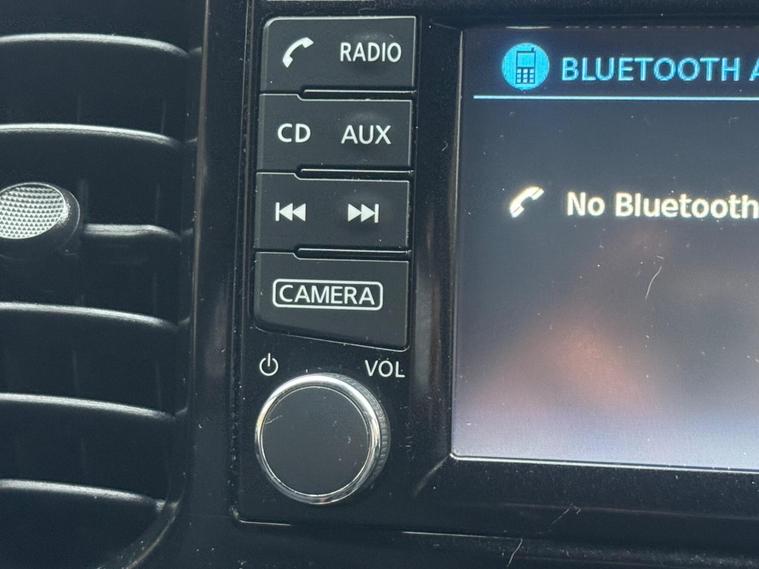 RADIO
CD AUX
CAMERA
VOL
BLUETOOTH
No Bluetooth